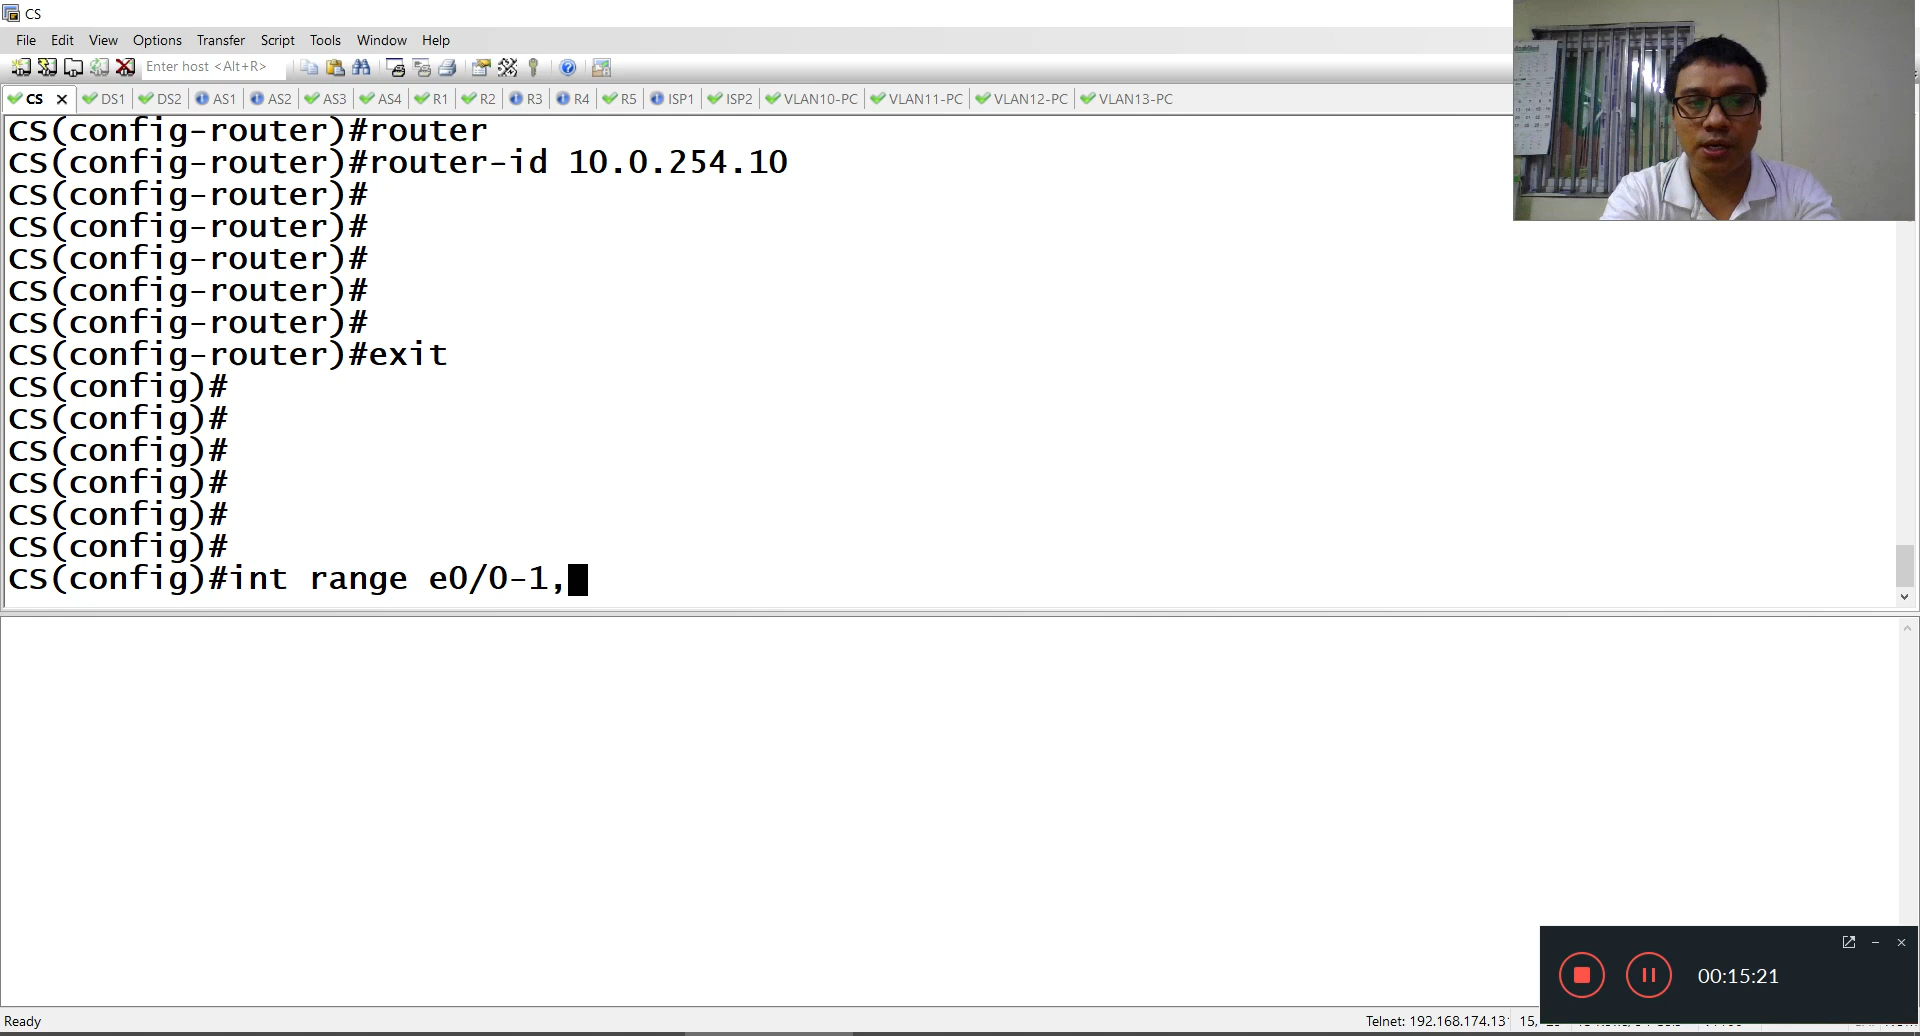 CS
File Edit View Options Transfer Script Tools Window Help
Enter host <Alt+R>
CS DS1 DS2 AS1 AS2 AS3 AS4 R1 R2 R3 R4 R5 ISP1 ISP2 VLAN10-PC VLAN11-PC VLAN12-PC VLAN13-PC
CS(config-router)#router
CS(config-router)#router-id 10.0.254.10
CS(config-router)#
CS(config-router)#
CS(config-router)#
CS(config-router)#
CS(config-router)#
CS(config-router)#exit
CS(config)#
CS(config)#
CS(config)#
CS(config)#
CS(config)#
CS(config)#
CS(config)#int range e0/0-1,
00:15:21
Ready
Telnet: 192.168.174.13
15,